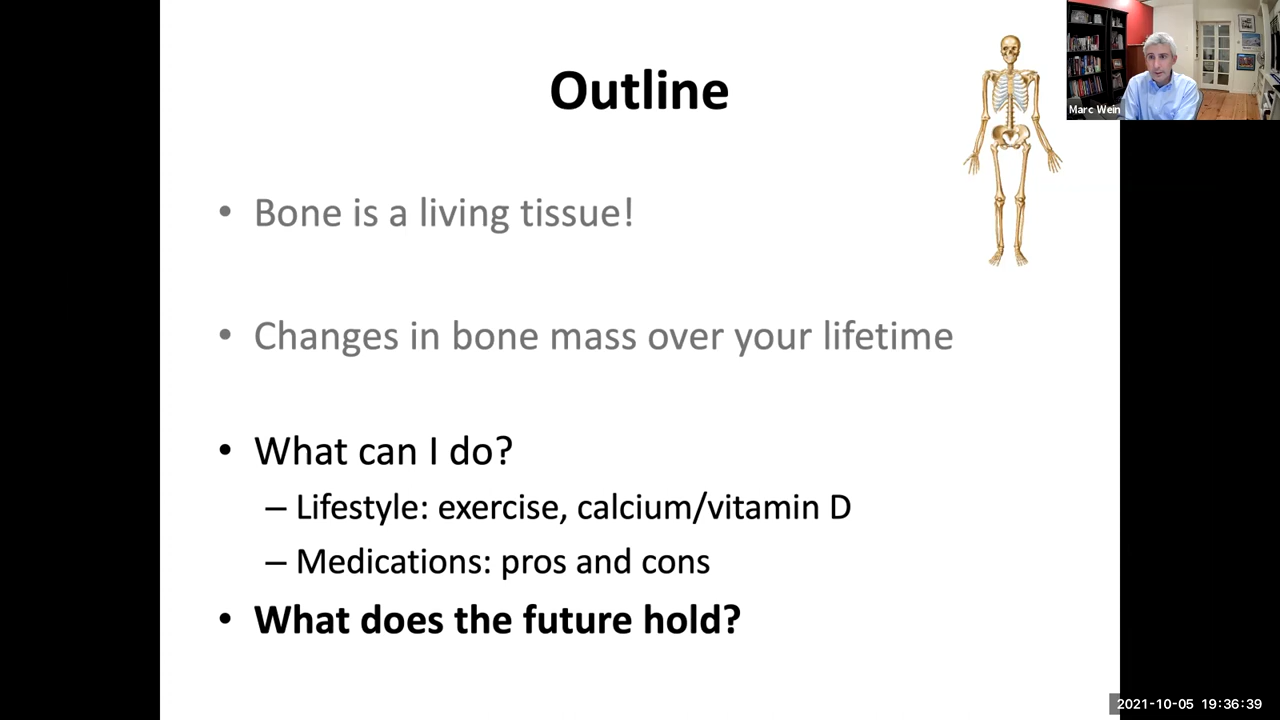 Outline
Marc Wein
• Bone is a living tissue!
• Changes in bone mass over your lifetime
• What can I do?
– Lifestyle: exercise, calcium/vitamin D
– Medications: pros and cons
• What does the future hold?
2021-10-05 19:36:39